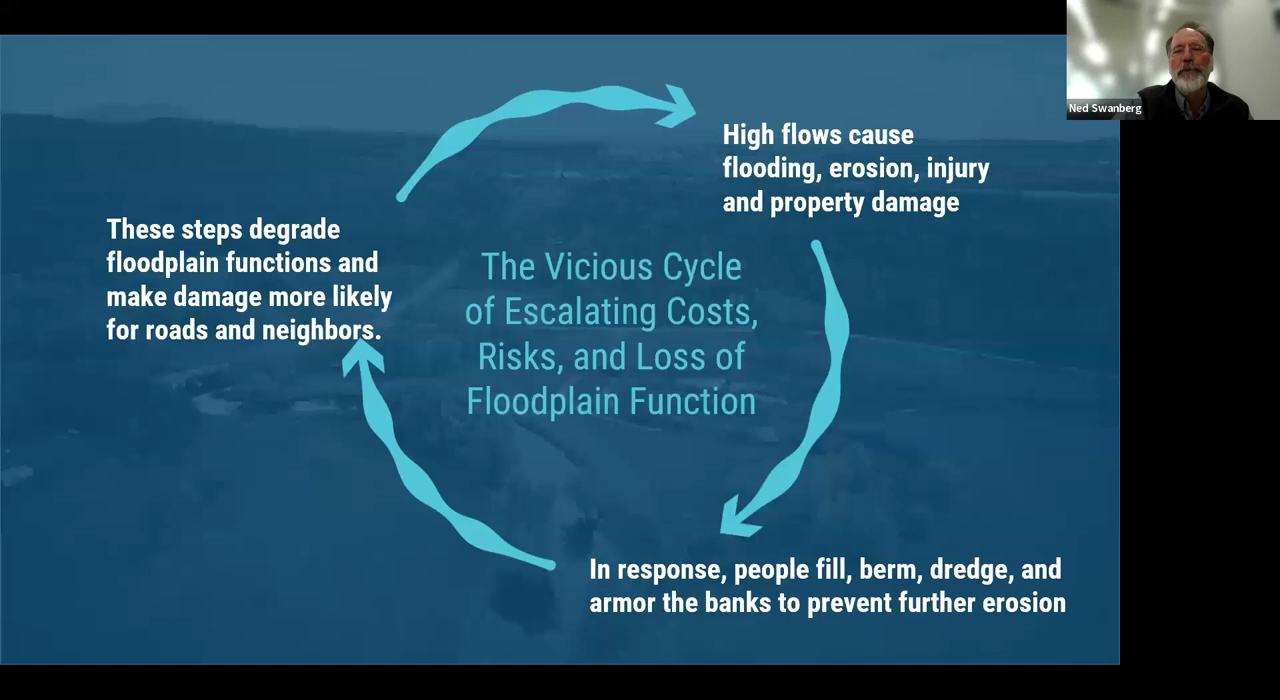 Ned Swanberg
High flows cause
flooding, erosion, injury
and property damage
These steps degrade
floodplain functions and
make damage more likely
for roads and neighbors.
The Vicious Cycle
of Escalating Costs,
Risks, and Loss of
Floodplain Function
In response, people fill, berm, dredge, and
armor the banks to prevent further erosion